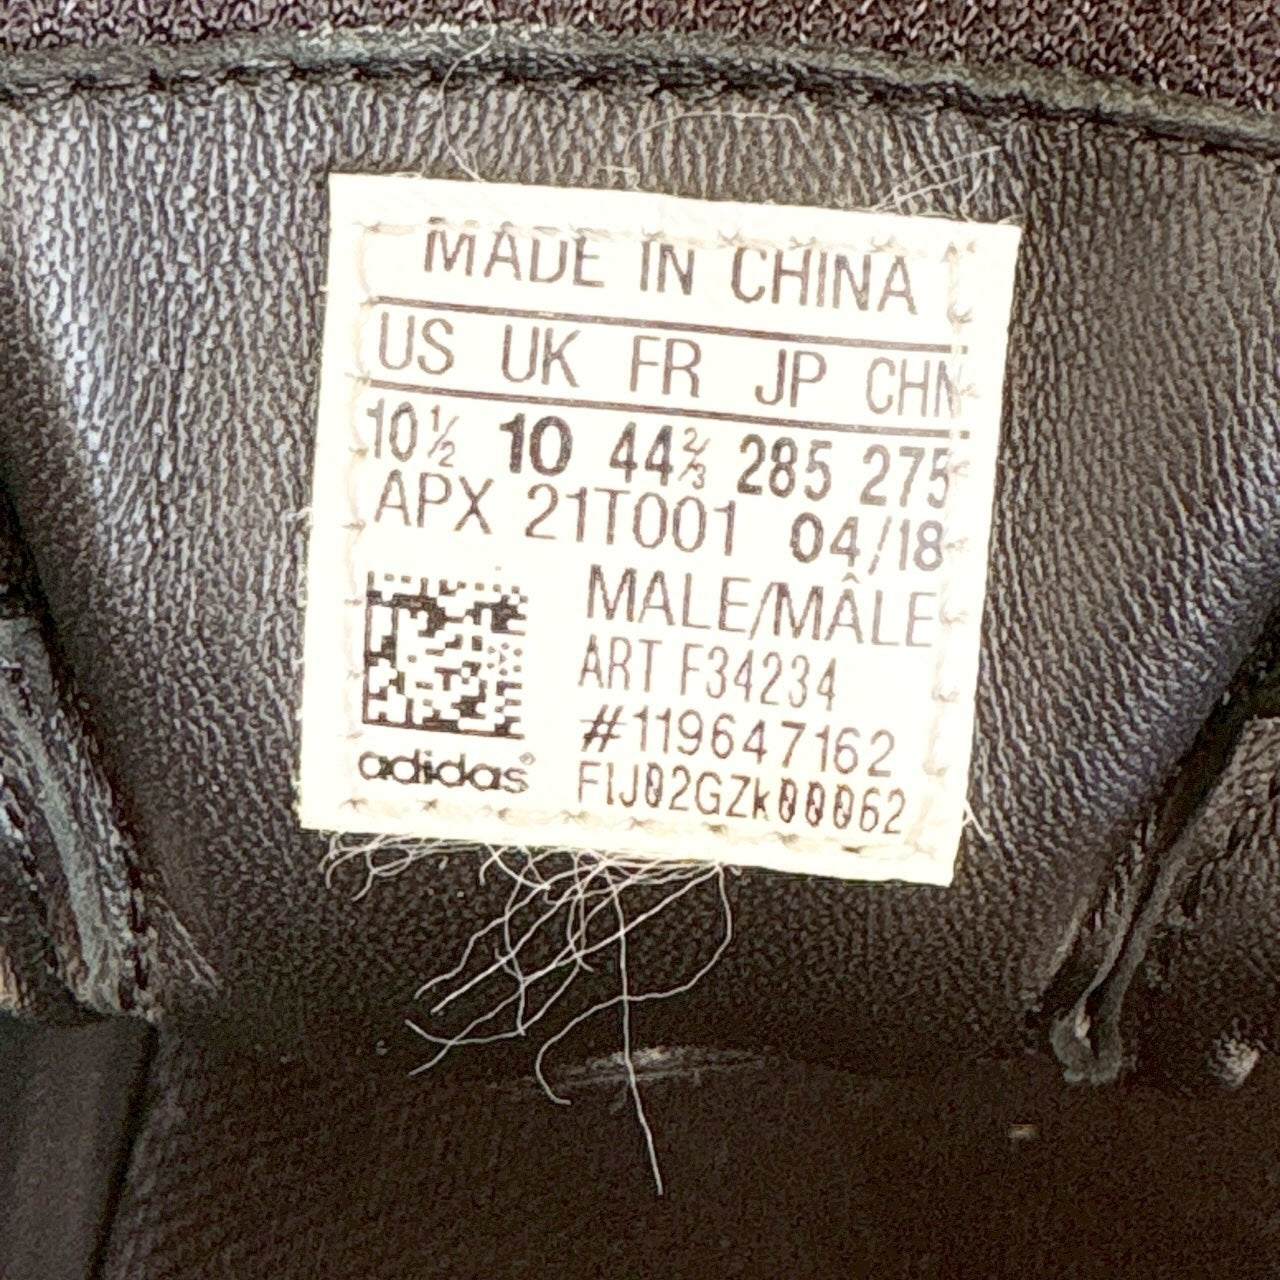 MADE IN CHINA
US UK FR JP CHN
10½ 10 44⅔ 285 275
APX 21T001 04/18
MALE/MÂLE
ART F34234
#119647162
adidas®
FIJ02GZk00062